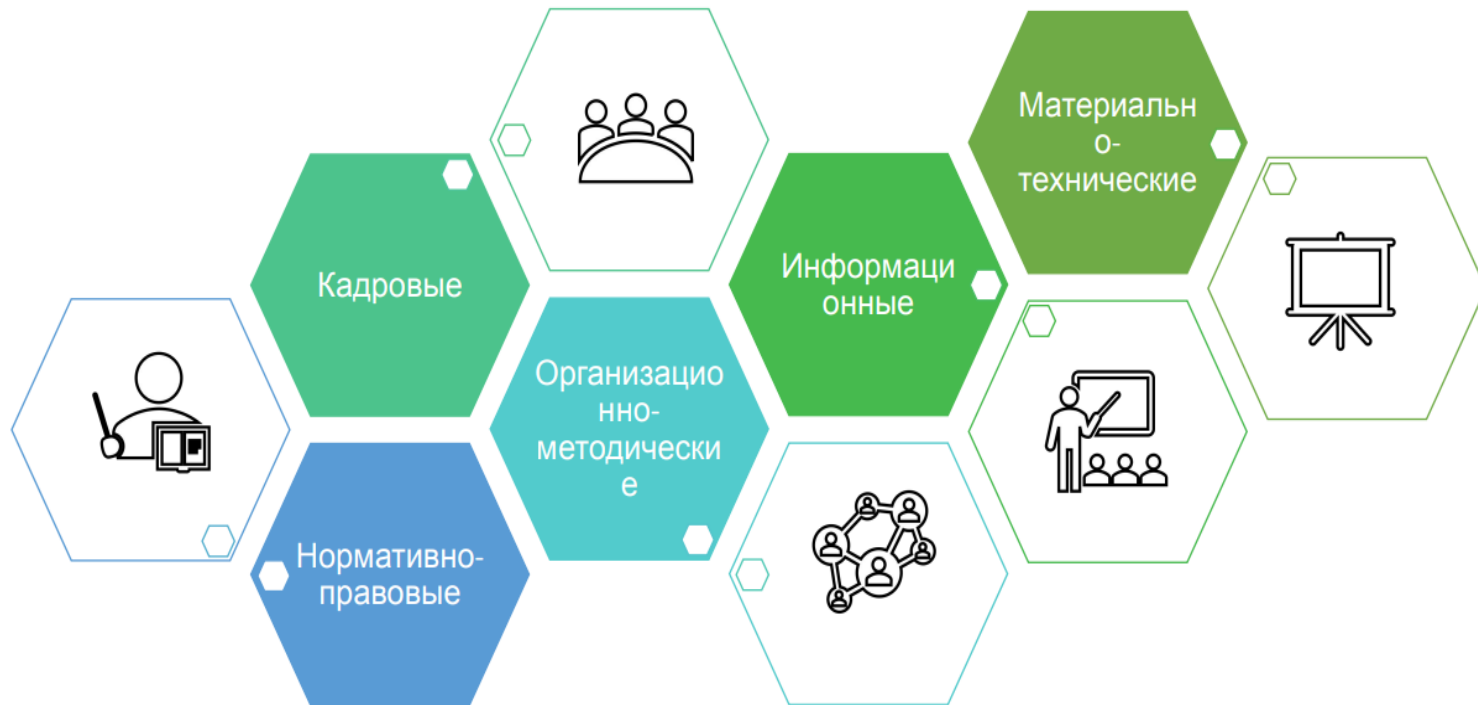 Материальн
о-
технические
Кадровые
Информаци
онные
Организацио
нно-
методически
е
Нормативно-
правовые